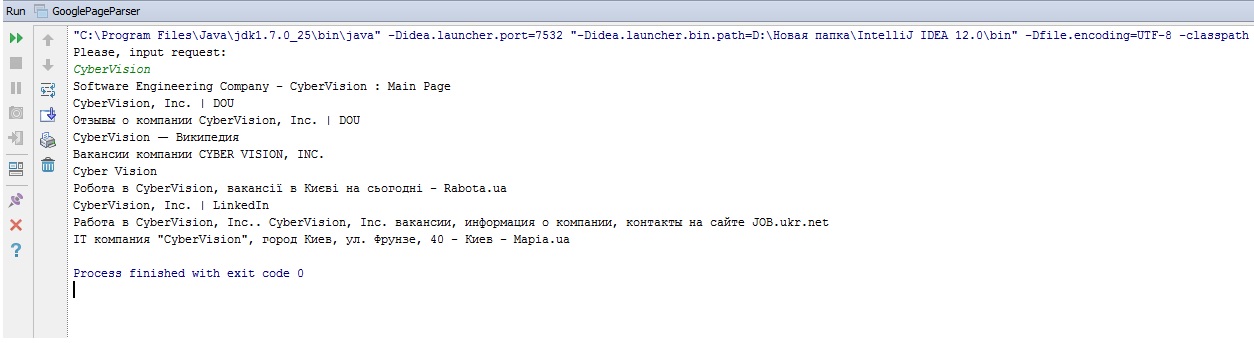 Run GooglePageParser
"C:\Program Files\Java\jdk1.7.0_25\bin\java" -Didea.launcher.port=7532 "-Didea.launcher.bin.path=D:\Новая папка\IntelliJ IDEA 12.0\bin" -Dfile.encoding=UTF-8 -classpath
Please, input request:
CyberVision
Software Engineering Company - CyberVision : Main Page
CyberVision, Inc. | DOU
Отзывы о компании CyberVision, Inc. | DOU
CyberVision — Википедия
Вакансии компании CYBER VISION, INC.
Cyber Vision
Робота в CyberVision, вакансії в Києві на сьогодні - Rabota.ua
CyberVision, Inc. | LinkedIn
Работа в CyberVision, Inc.. CyberVision, Inc. вакансии, информация о компании, контакты на сайте JOB.ukr.net
IT компания "CyberVision", город Киев, ул. Фрунзе, 40 - Киев - Mapia.ua
Process finished with exit code 0